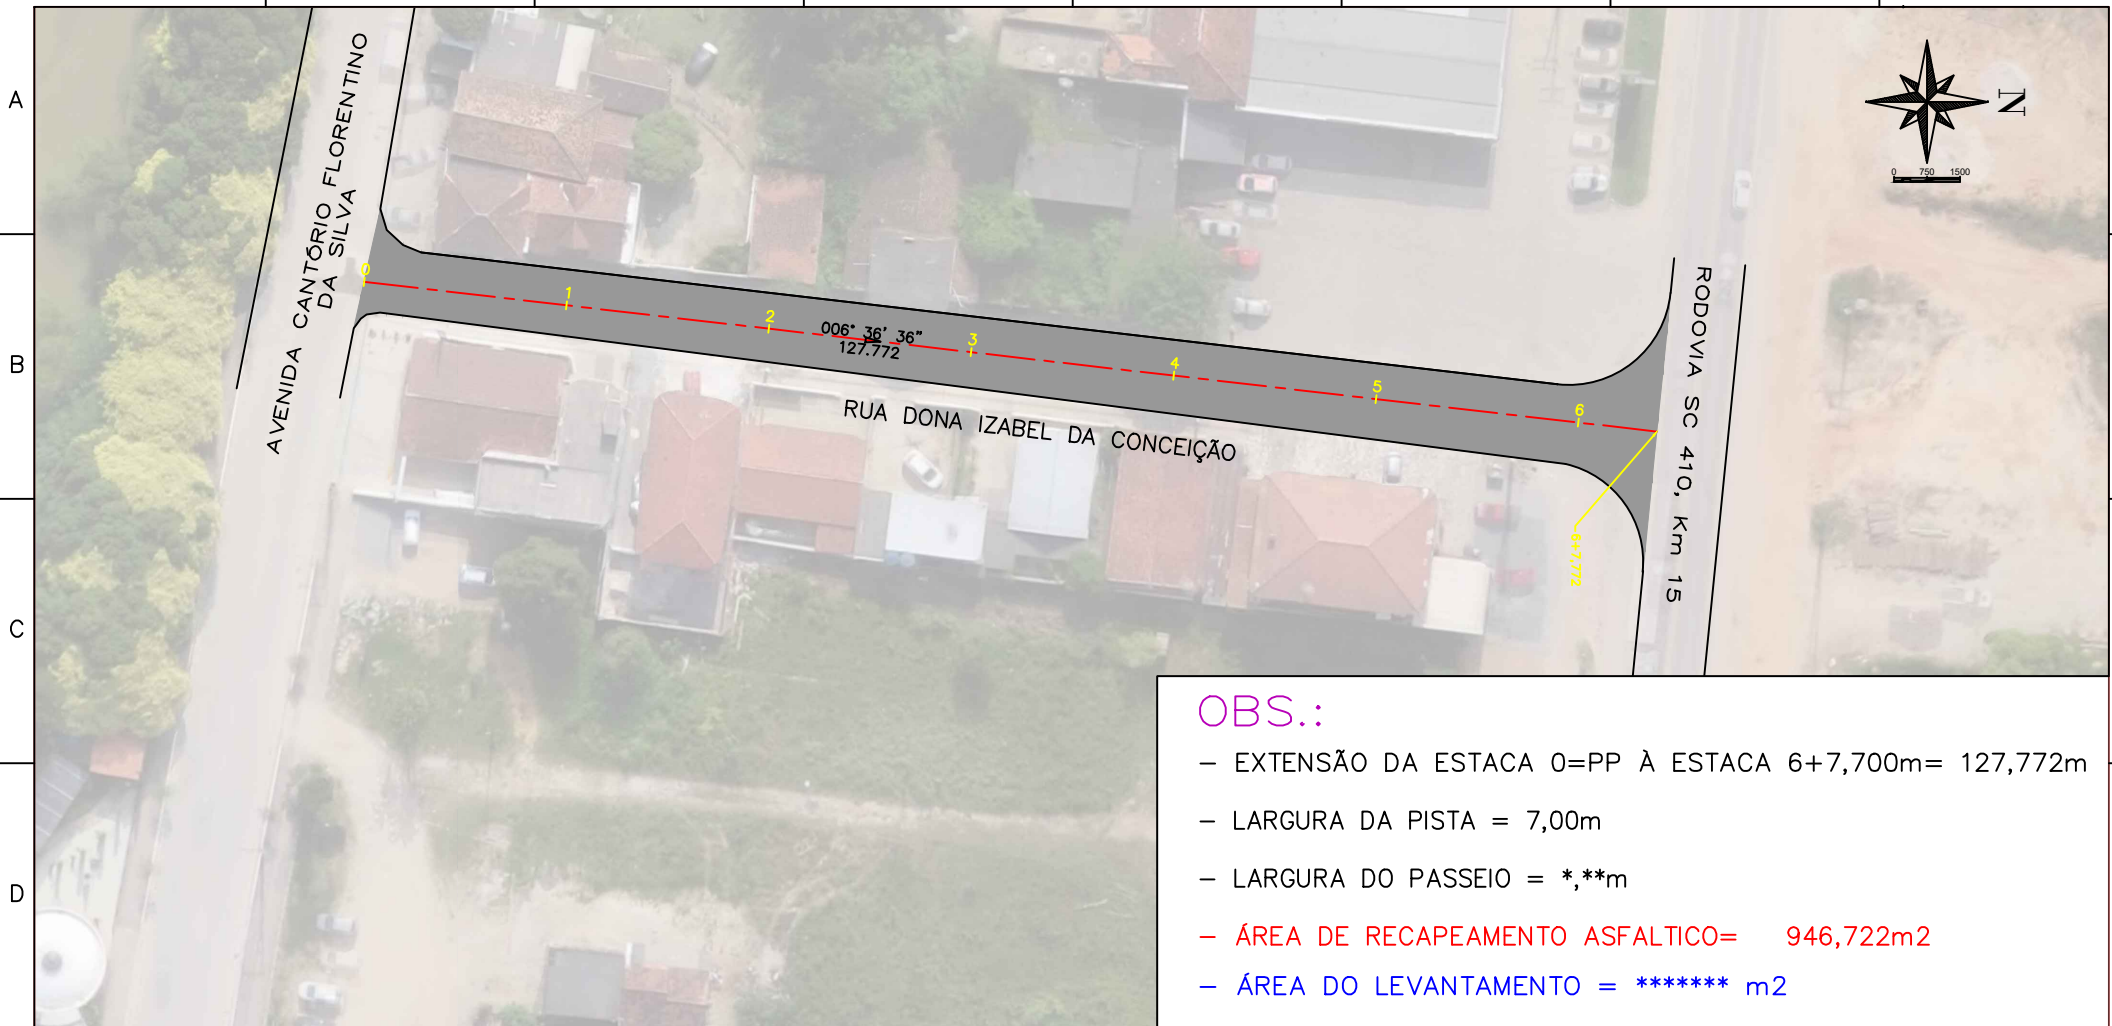 A
B
C
D
AVENIDA CANTÓRIO FLORENTINO
DA SILVA
N
0 750 1500
0
1
2
006° 36' 36"
127.772
3
4
5
6
6+7,772
RUA DONA IZABEL DA CONCEIÇÃO
RODOVIA SC 410, Km 15
OBS.:
– EXTENSÃO DA ESTACA 0=PP À ESTACA 6+7,700m= 127,772m
– LARGURA DA PISTA = 7,00m
– LARGURA DO PASSEIO = *,**m
– ÁREA DE RECAPEAMENTO ASFALTICO= 946,722m2
– ÁREA DO LEVANTAMENTO = ******* m2